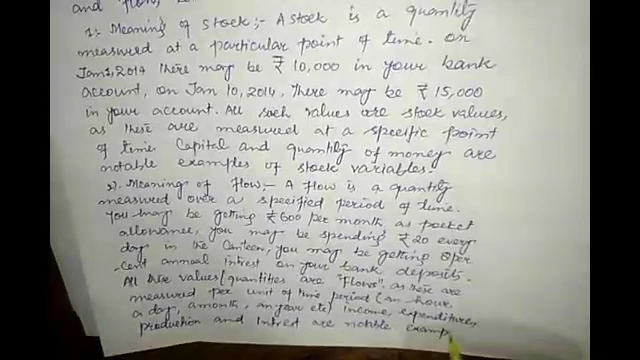 and flow,
1:- Meaning of stock;- A stock is a quantity
measured at a particular point of time. On
Jan 1, 2014 there may be ₹ 10,000 in your bank
account, on Jan 10, 2014, there may be ₹ 15,000
in your account. All such values are stock values,
as these are measured at a specific point
of time. Capital and quantity of money are
notable examples of stock variables.
2). Meaning of flow;- A flow is a quantity
measured over a specified period of time.
You may be getting ₹600 per month as pocket
allowance, you may be spending ₹20 every
day in the Canteen, you may be getting per
-cent annual interest on your bank deposits.
All these values/quantities are "flows" as these are
measured per unit of time period (an hour,
a day, a month, an year etc) income, expenditures,
production and intrest are notable examp